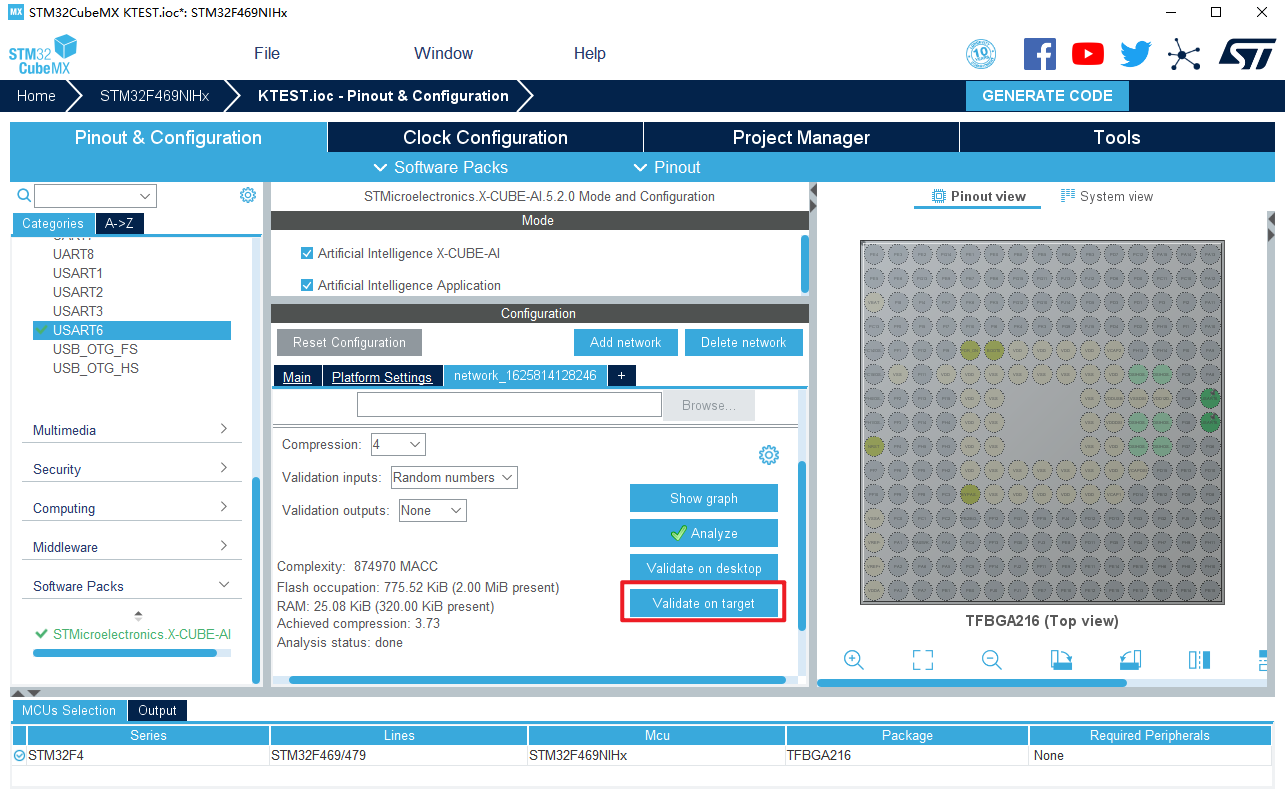 MX STM32CubeMX KTEST.ioc*: STM32F469NIHx
STM32
CubeMX
File Window Help
10
Home STM32F469NIHx KTEST.ioc - Pinout & Configuration GENERATE CODE
Pinout & Configuration Clock Configuration Project Manager Tools
Software Packs Pinout
Categories A->Z
UART8
USART1
USART2
USART3
USART6
USB_OTG_FS
USB_OTG_HS
Multimedia
Security
Computing
Middleware
Software Packs
STMicroelectronics.X-CUBE-AI
STMicroelectronics.X-CUBE-AI.5.2.0 Mode and Configuration
Mode
Artificial Intelligence X-CUBE-AI
Artificial Intelligence Application
Configuration
Reset Configuration Add network Delete network
Main Platform Settings network_1625814128246 +
Browse...
Compression: 4
Validation inputs: Random numbers
Validation outputs: None
Show graph
Analyze
Validate on desktop
Validate on target
Complexity: 874970 MACC
Flash occupation: 775.52 KiB (2.00 MiB present)
RAM: 25.08 KiB (320.00 KiB present)
Achieved compression: 3.73
Analysis status: done
Pinout view System view
TFBGA216 (Top view)
MCUs Selection Output
Series Lines Mcu Package Required Peripherals
STM32F4 STM32F469/479 STM32F469NIHx TFBGA216 None